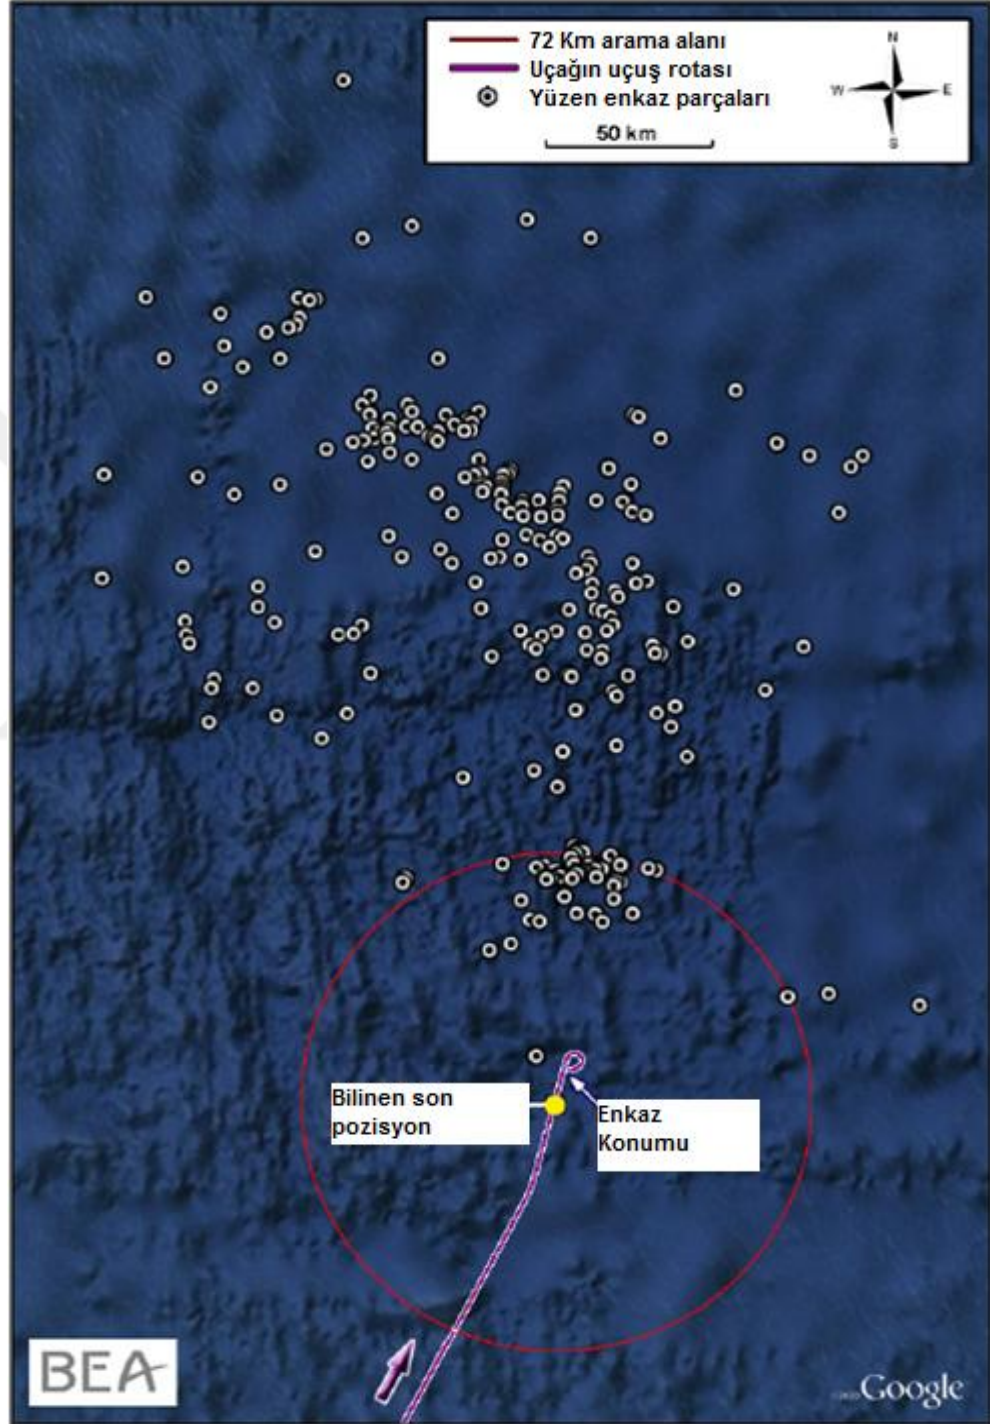 72 Km arama alanı
Uçağın uçuş rotası
Yüzen enkaz parçaları
50 km
N
W
E
S
Bilinen son
pozisyon
Enkaz
Konumu
BEA
Google